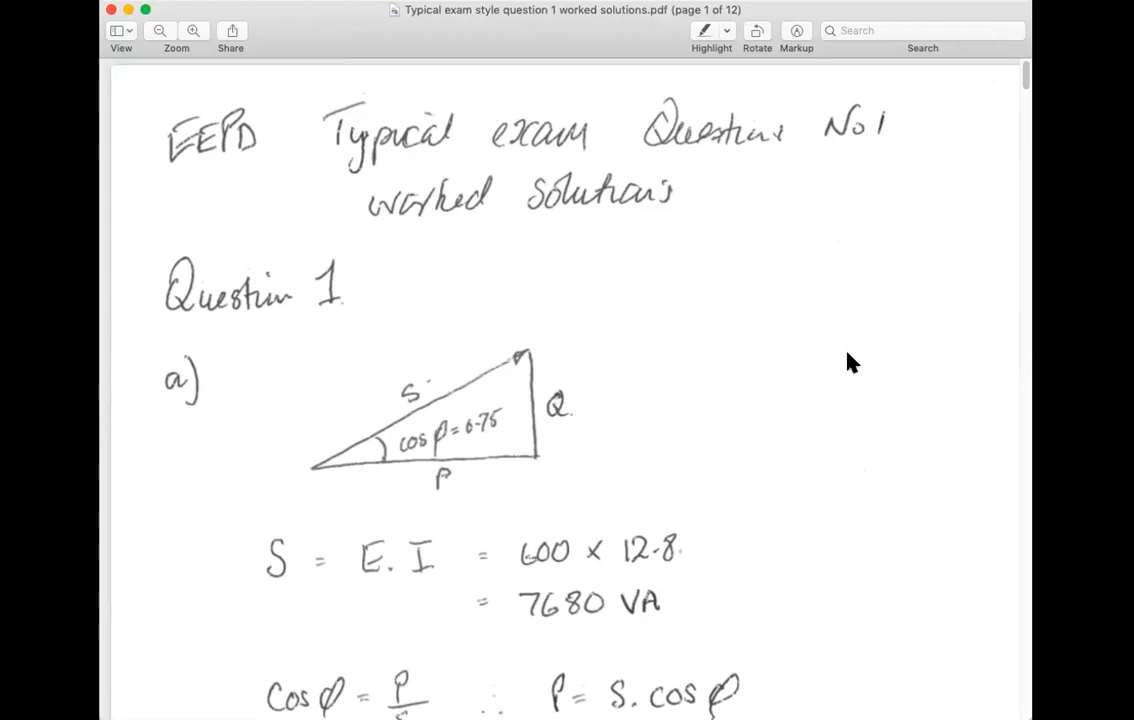 Typical exam style question 1 worked solutions.pdf (page 1 of 12)
View Zoom Share Highlight Rotate Markup Search
Search
EEPD Typical exam Questions No 1
worked solutions
Question 1
a)
S
cos φ = 0.75
Q
P
S = E. I = 600 x 12.8
= 7680 VA
Cos φ = P/S ∴ P = S. cos φ